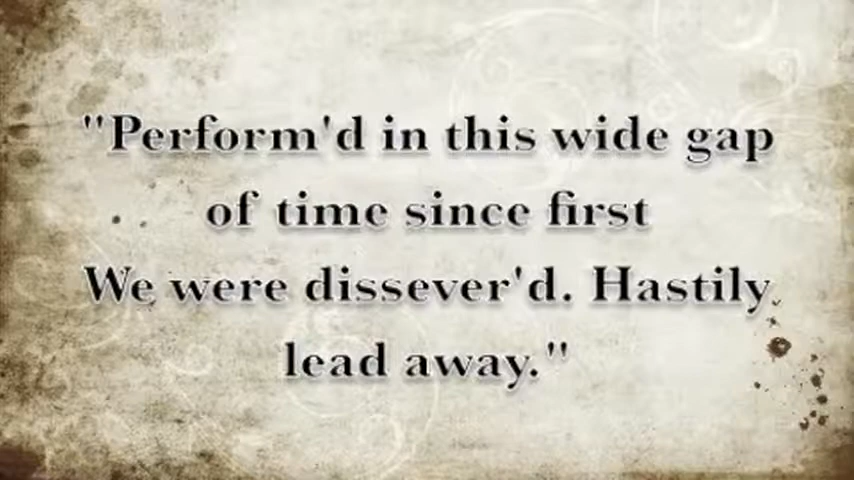 "Perform'd in this wide gap
of time since first
We were dissever'd. Hastily
lead away."